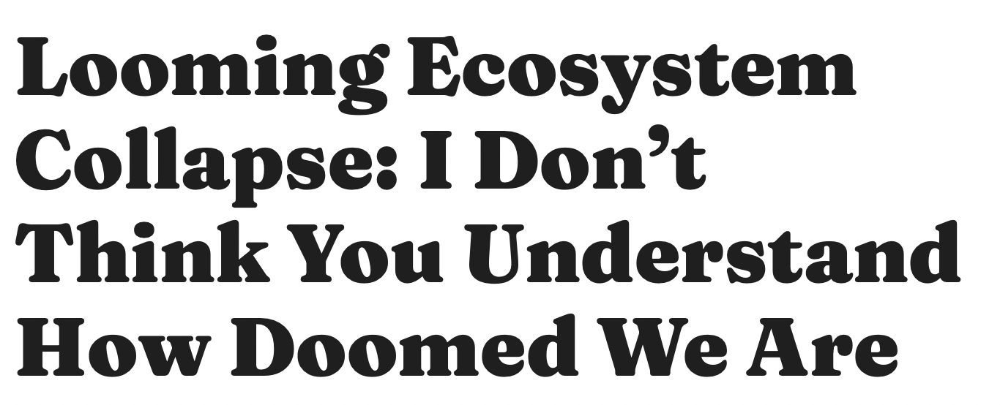 Looming Ecosystem
Collapse: I Don’t
Think You Understand
How Doomed We Are